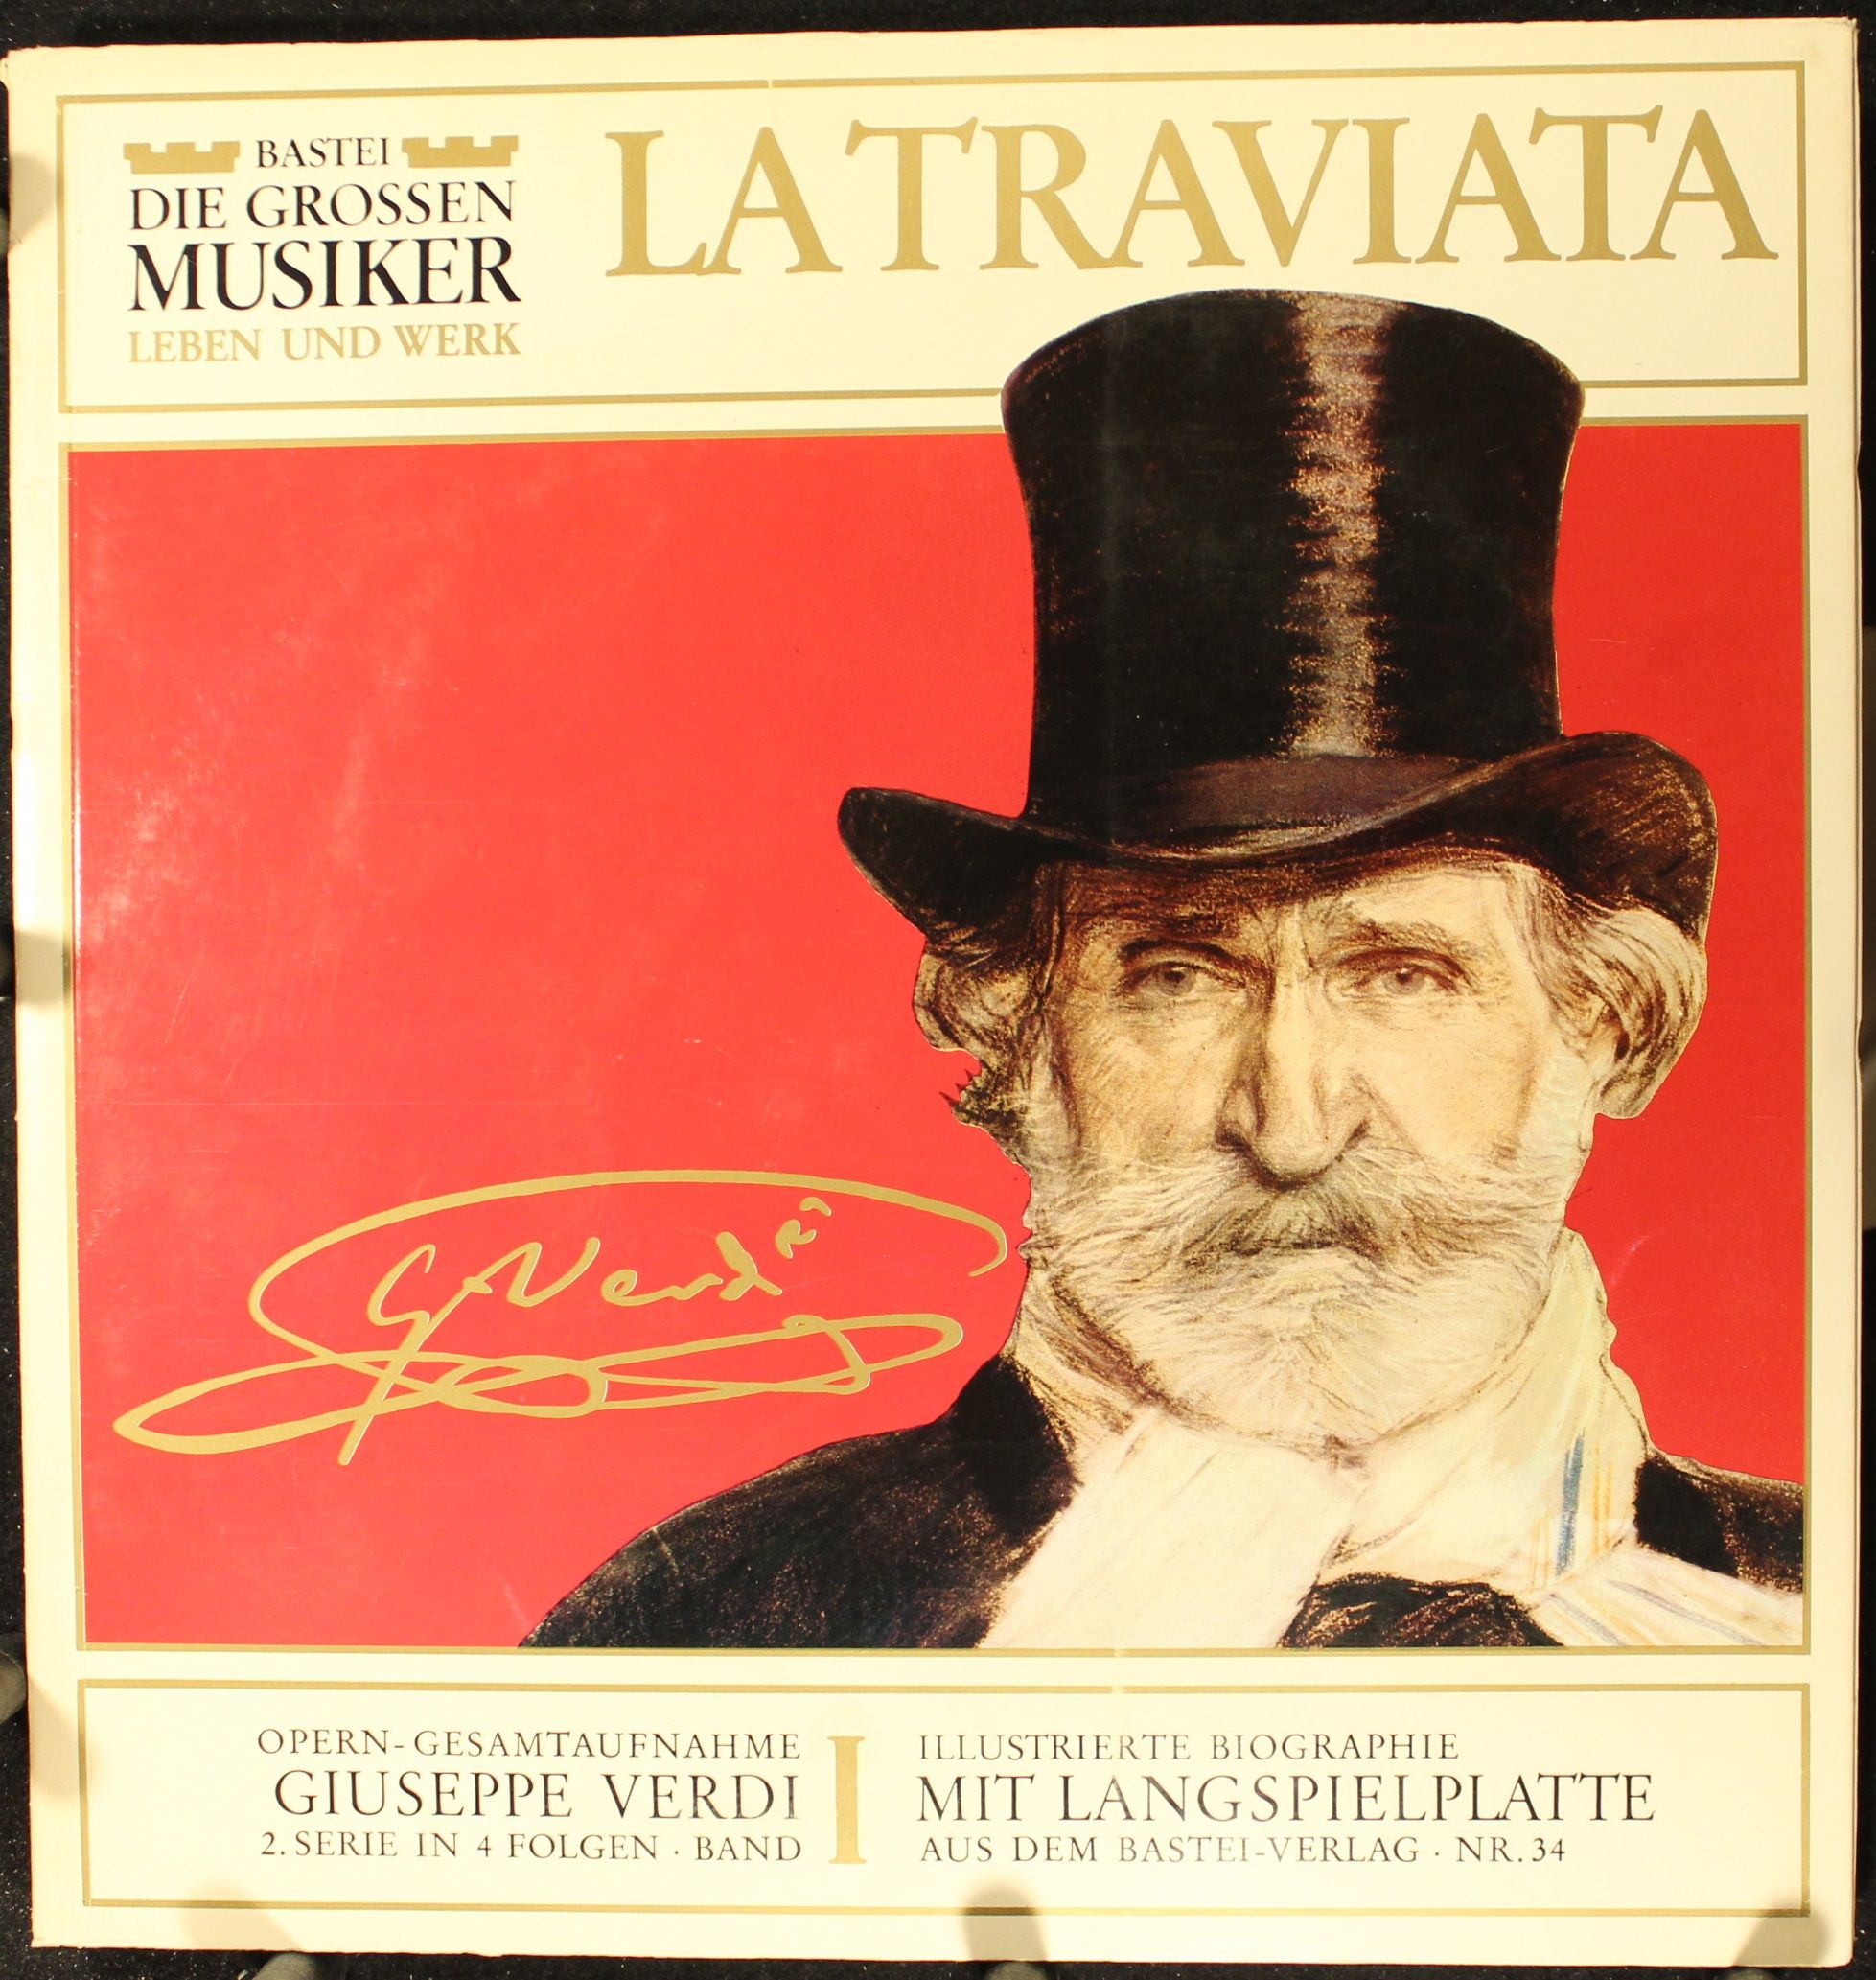 BASTEI
DIE GROSSEN
MUSIKER
LEBEN UND WERK
LA TRAVIATA
G. Verdi
OPERN-GESAMTAUFNAHME
GIUSEPPE VERDI
2. SERIE IN 4 FOLGEN · BAND
I
ILLUSTRIERTE BIOGRAPHIE
MIT LANGSPIELPLATTE
AUS DEM BASTEI-VERLAG · NR. 34